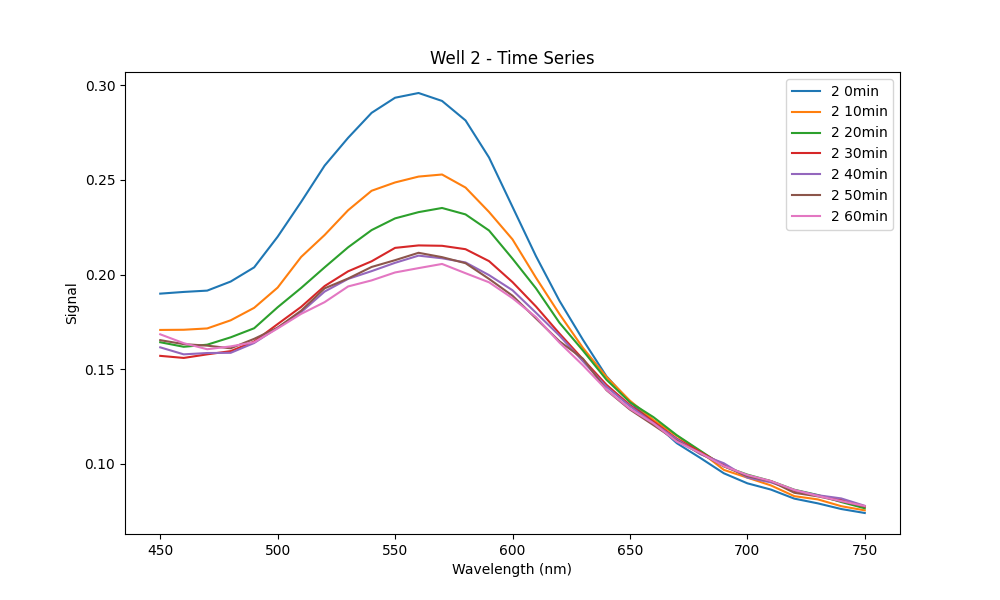 Well 2 - Time Series
2 0min
2 10min
2 20min
2 30min
2 40min
2 50min
2 60min
0.30
0.25
0.20
0.15
0.10
Signal
450 500 550 600 650 700 750
Wavelength (nm)